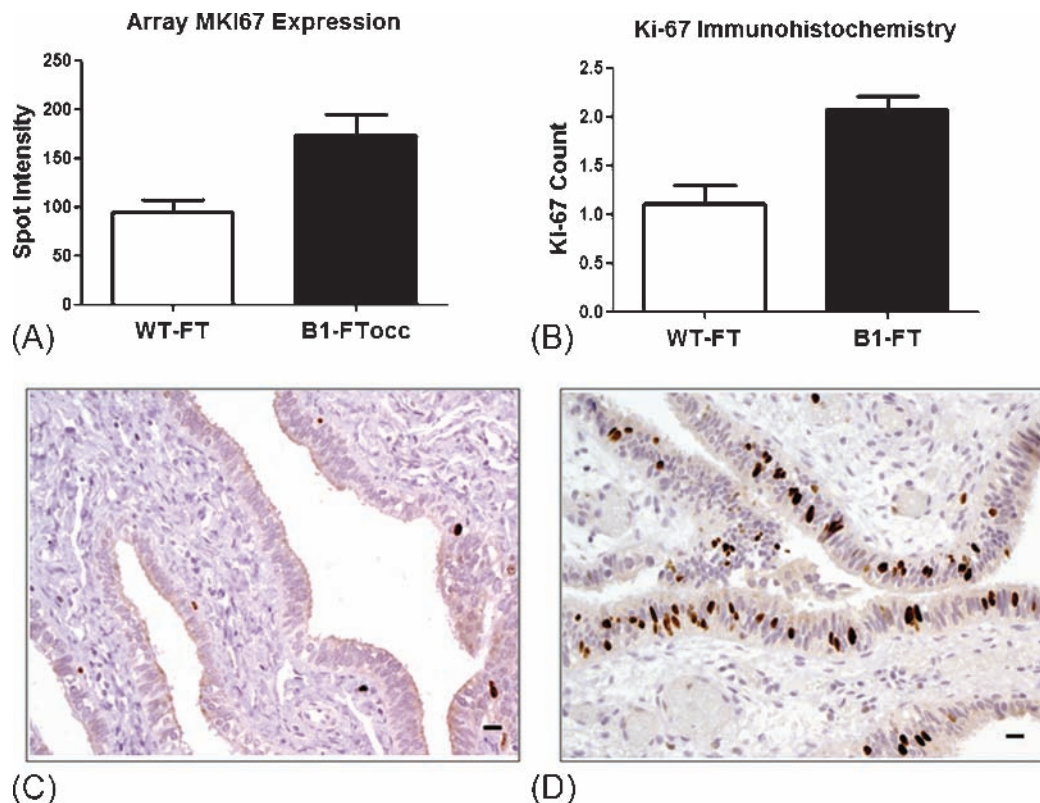 Array MKI67 Expression
Spot Intensity
250
200
150
100
50
0
WT-FT
B1-FTocc
(A)
Ki-67 Immunohistochemistry
Ki-67 Count
2.5
2.0
1.5
1.0
0.5
0.0
WT-FT
B1-FT
(B)
(C)
(D)